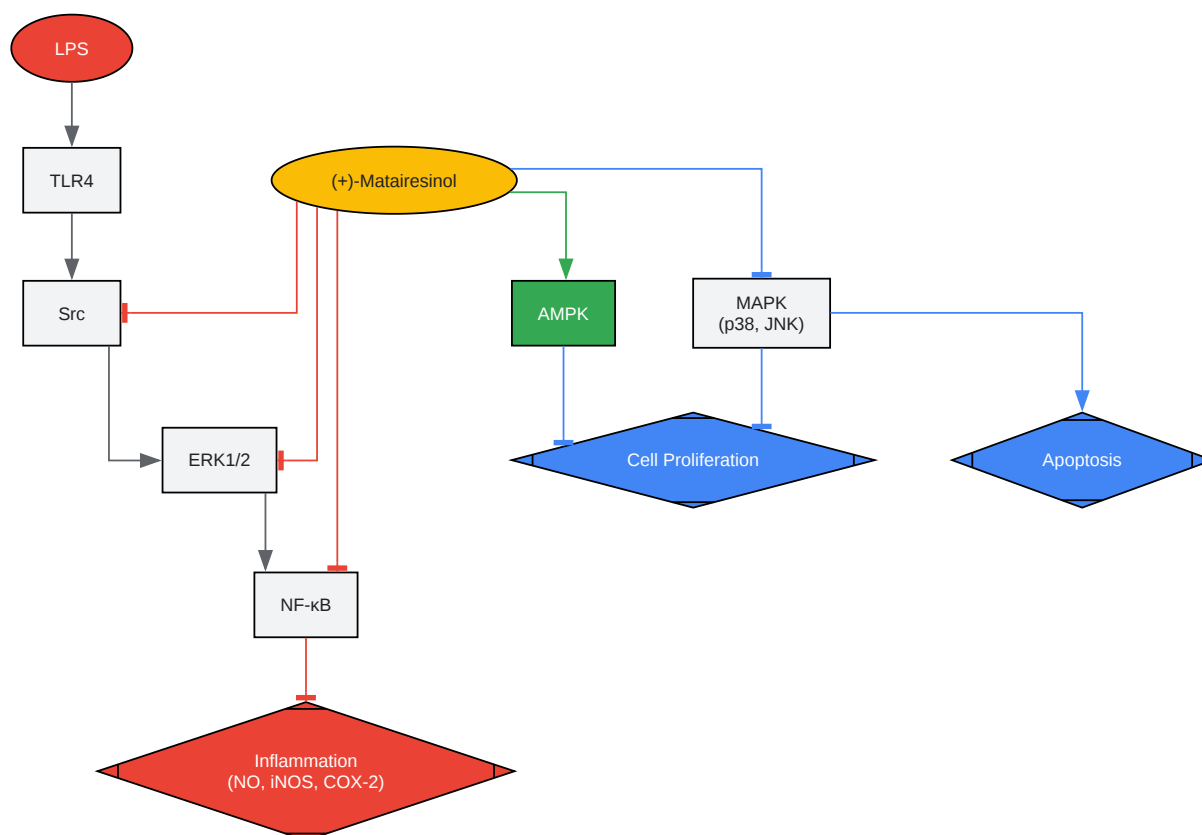 LPS
TLR4
(+)-Matairesinol
Src
AMPK
MAPK
(p38, JNK)
ERK1/2
Cell Proliferation
Apoptosis
NF-κB
Inflammation
(NO, iNOS, COX-2)